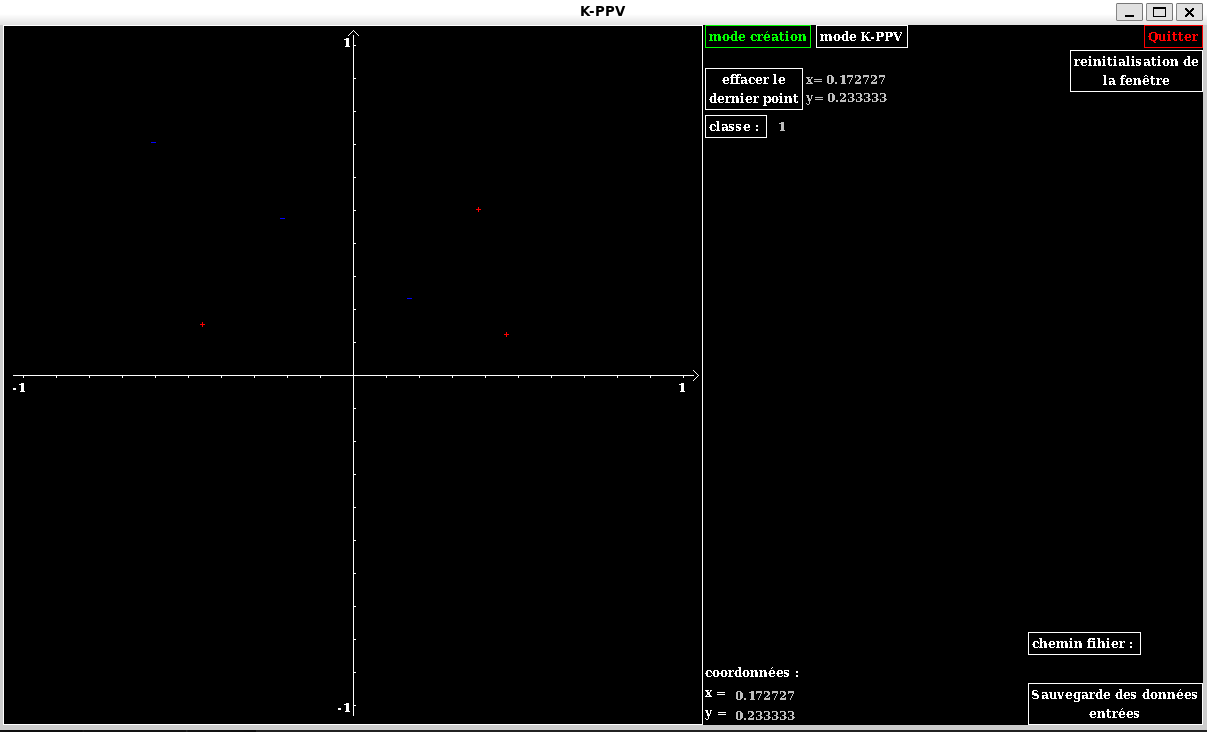 K-PPV
mode création
mode K-PPV
Quitter
reinitialisation de
la fenêtre
effacer le
dernier point
x= 0.172727
y= 0.233333
classe : 1
1
-1
1
-1
chemin fihier :
coordonnées :
x = 0.172727
y = 0.233333
Sauvegarde des données
entrées